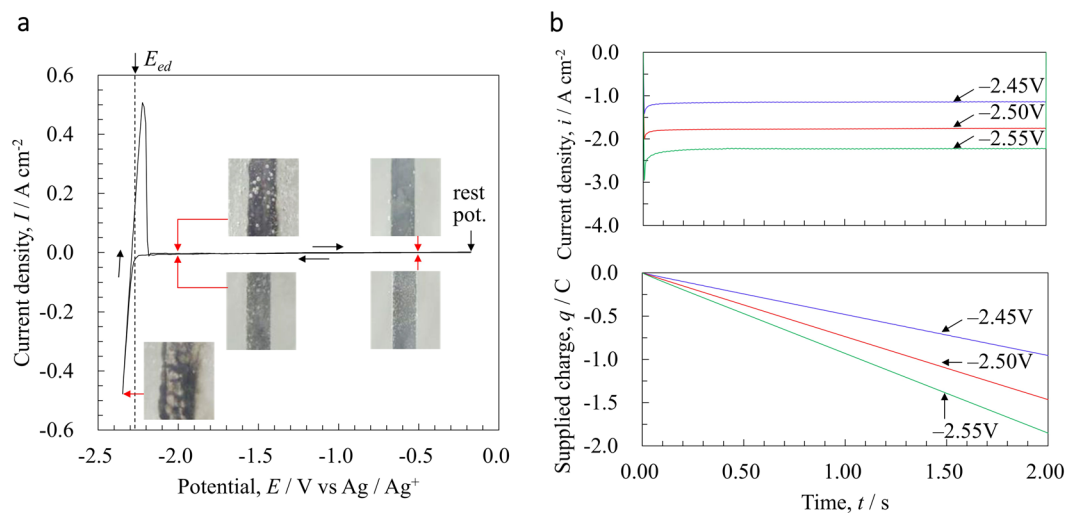 a
E_ed
0.6
0.4
0.2
0.0
-0.2
-0.4
-0.6
Current density, I / A cm⁻²
rest
pot.
-2.5 -2.0 -1.5 -1.0 -0.5 0.0
Potential, E / V vs Ag / Ag⁺
b
0.0
-1.0
-2.0
-3.0
-4.0
Current density, i / A cm⁻²
–2.45V
–2.50V
–2.55V
0.0
-0.5
-1.0
-1.5
-2.0
Supplied charge, q / C
–2.45V
–2.50V
–2.55V
0.00 0.50 1.00 1.50 2.00
Time, t / s